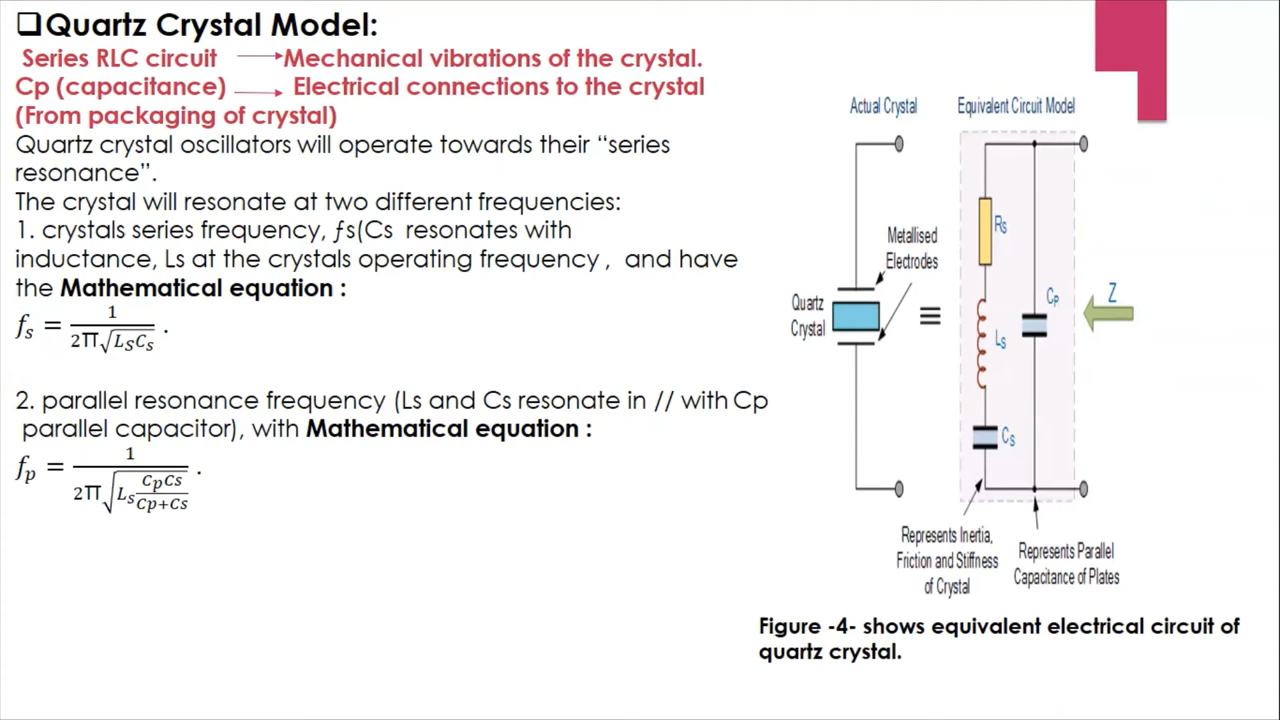 ❑Quartz Crystal Model:
Series RLC circuit → Mechanical vibrations of the crystal.
Cp (capacitance) → Electrical connections to the crystal
(From packaging of crystal)
Quartz crystal oscillators will operate towards their “series
resonance”.
The crystal will resonate at two different frequencies:
1. crystals series frequency, ƒs(Cs resonates with
inductance, Ls at the crystals operating frequency , and have
the Mathematical equation :
f_s = 1 / 2Π√(L_S C_s) .
2. parallel resonance frequency (Ls and Cs resonate in // with Cp
parallel capacitor), with Mathematical equation :
f_p = 1 / 2Π√(L_S (CpCs / Cp+Cs)) .
Actual Crystal
Equivalent Circuit Model
Metallised
Electrodes
Quartz
Crystal
≡
Rs
Ls
Cs
CP
Z
Represents Inertia,
Friction and Stiffness
of Crystal
Represents Parallel
Capacitance of Plates
Figure -4- shows equivalent electrical circuit of
quartz crystal.